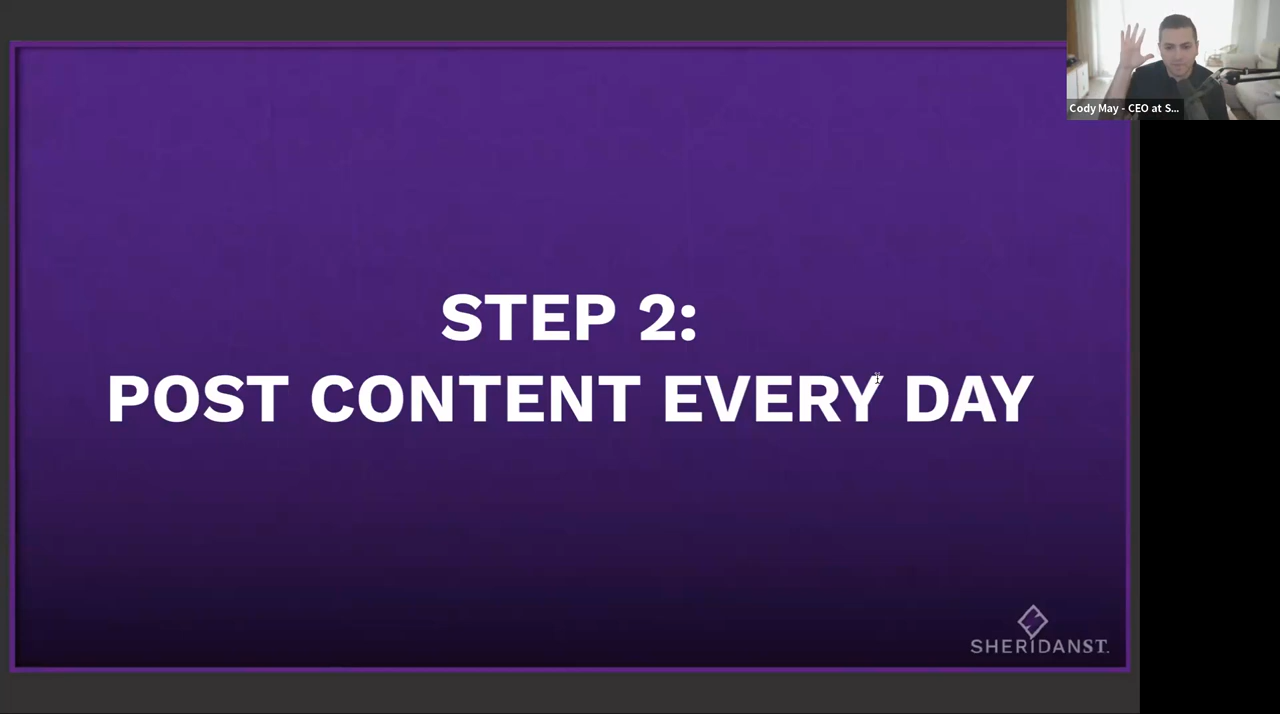 Cody May - CEO at S...
STEP 2:
POST CONTENT EVERY DAY
SHERIDANST.